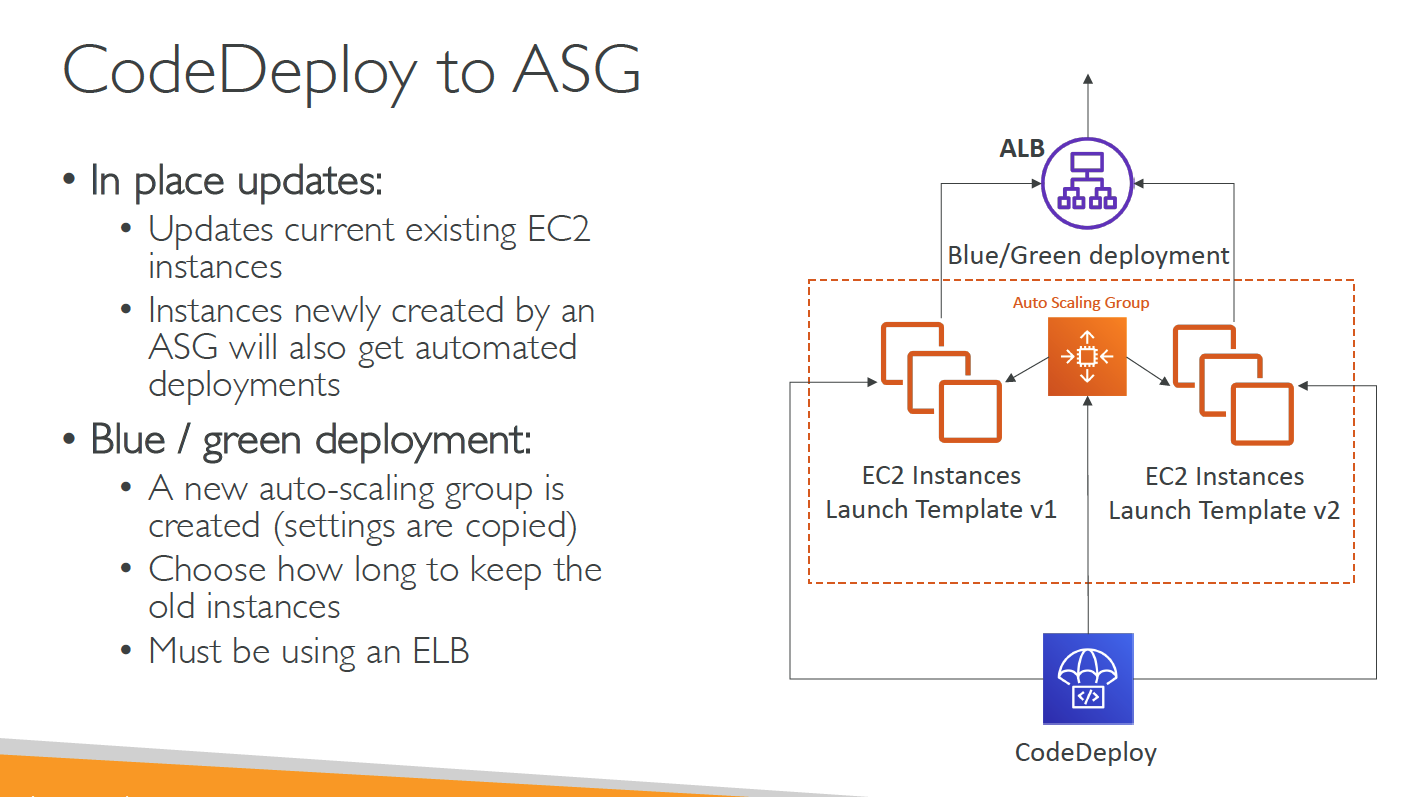 CodeDeploy to ASG
• In place updates:
• Updates current existing EC2
instances
• Instances newly created by an
ASG will also get automated
deployments
• Blue / green deployment:
• A new auto-scaling group is
created (settings are copied)
• Choose how long to keep the
old instances
• Must be using an ELB
ALB
Blue/Green deployment
Auto Scaling Group
EC2 Instances
Launch Template v1
EC2 Instances
Launch Template v2
CodeDeploy